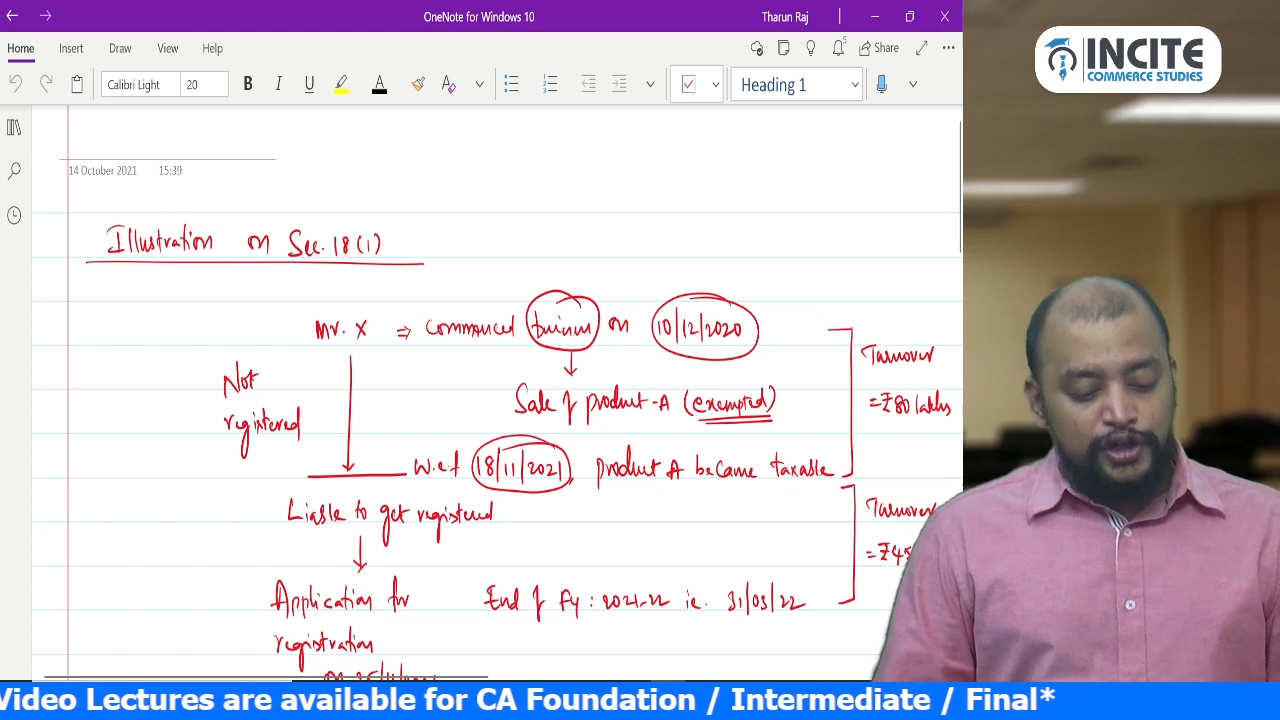 OneNote for Windows 10
Tharun Raj
Home Insert Draw View Help
5
Share
Calibri Light 20 B I U A Heading 1
INCITE
COMMERCE STUDIES
14 October 2021 15:39
Illustration on Sec. 18(1)
Mr. X ⇒ Commenced on 10/12/2020
Turnover
= ₹80 lakhs
Not
registered
Sale of product-A (exempted)
w.e.f 18/11/2021, product A became taxable
Liable to get registered
Turnover
= ₹45
Application for
registration
End of FY: 2021-22 ie. 31/03/22
Video Lectures are available for CA Foundation / Intermediate / Final*